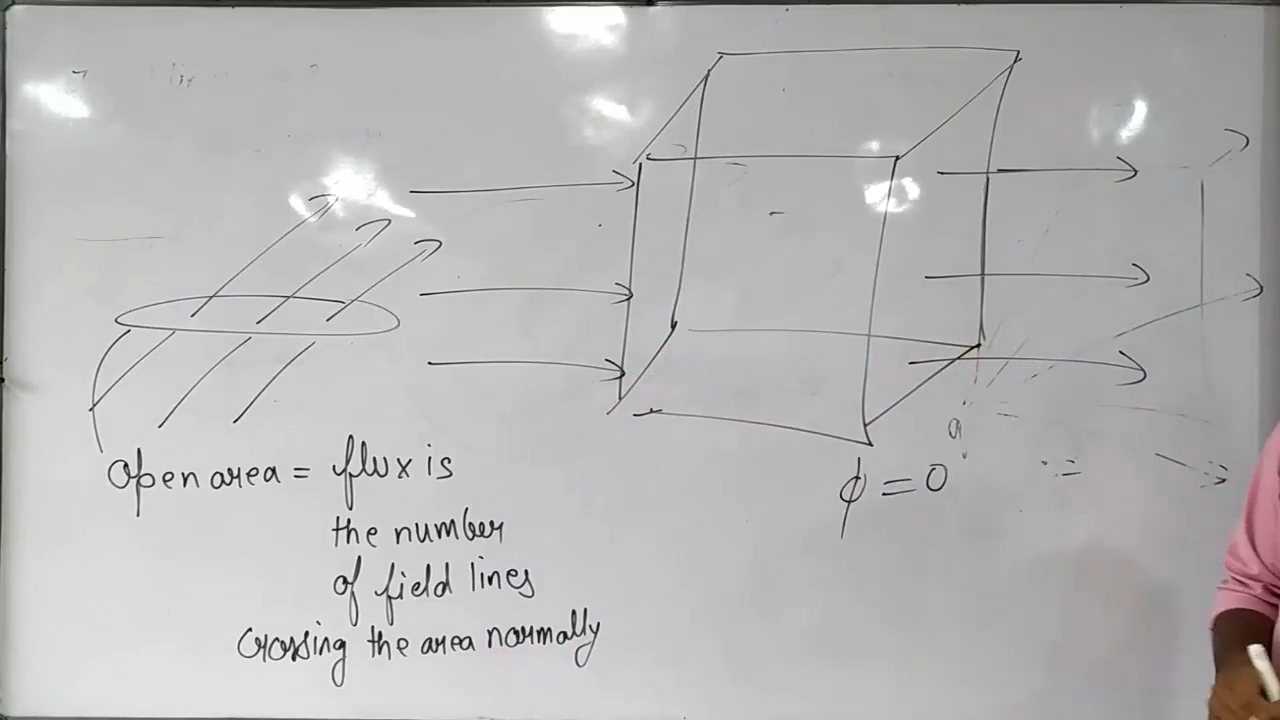 Open area = flux is
the number
of field lines
crossing the area normally
ϕ = 0